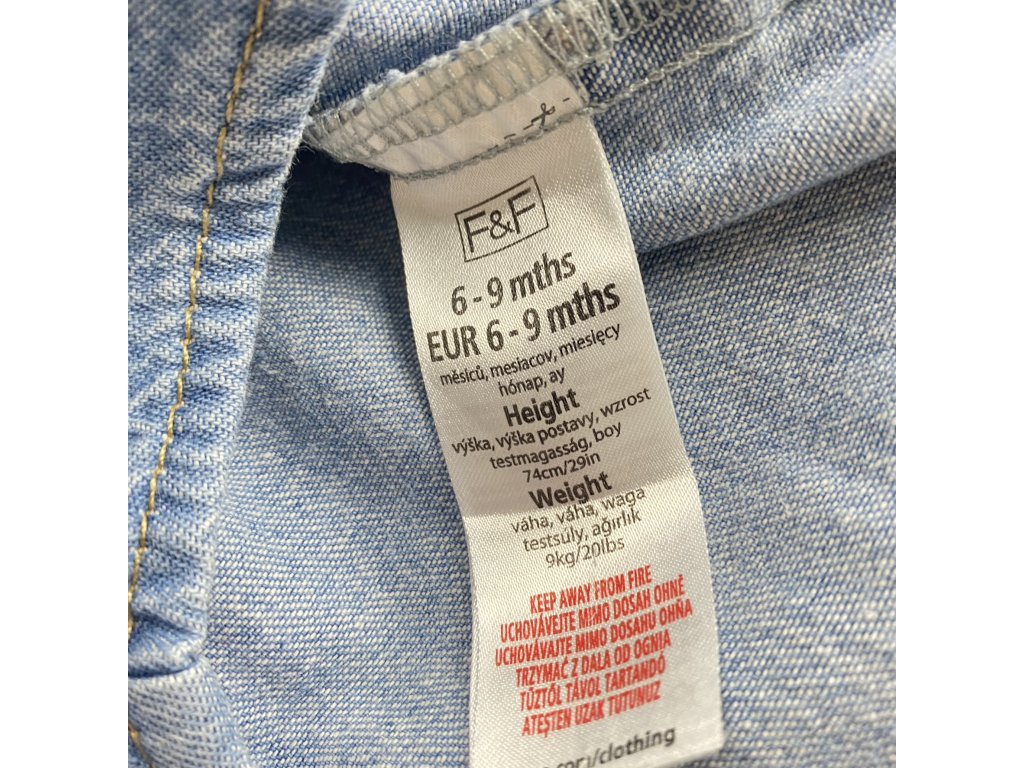 F&F
6 - 9 mths
EUR 6 - 9 mths
měsíců, mesiacov, miesięcy
hónap, ay
Height
výška, výška postavy, wzrost
testmagasság, boy
74cm/29in
Weight
váha, váha, waga
testsúly, ağırlık
9kg/20lbs
KEEP AWAY FROM FIRE
UCHOVÁVEJTE MIMO DOSAH OHNĚ
UCHOVÁVAJTE MIMO DOSAHU OHŇA
TRZYMAĆ Z DALA OD OGNIA
TŰZTŐL TÁVOL TARTANDÓ
ATEŞTEN UZAK TUTUNUZ
.com/clothing